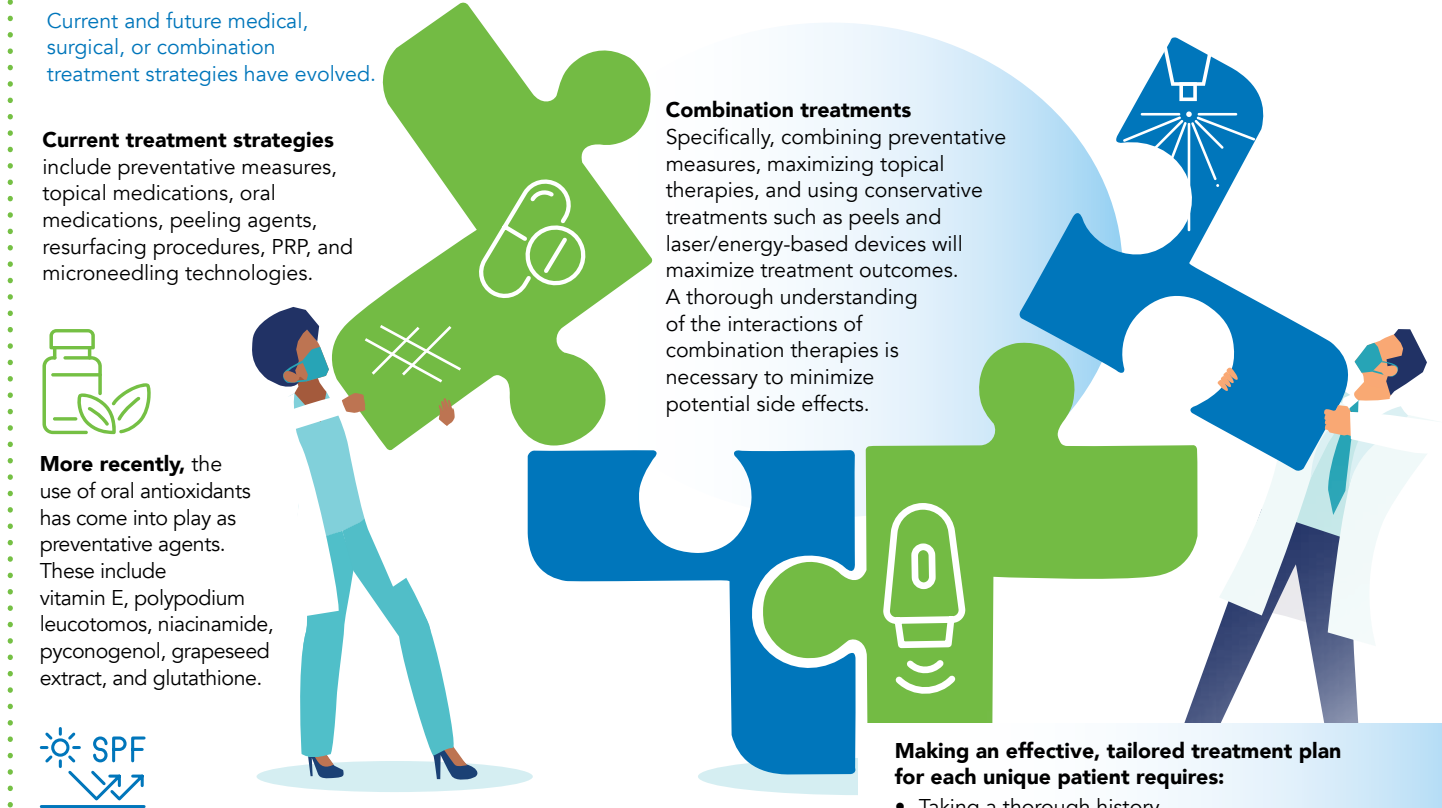 Current and future medical,
surgical, or combination
treatment strategies have evolved.
Current treatment strategies
include preventative measures,
topical medications, oral
medications, peeling agents,
resurfacing procedures, PRP, and
microneedling technologies.
More recently, the
use of oral antioxidants
has come into play as
preventative agents.
These include
vitamin E, polypodium
leucotomos, niacinamide,
pyconogenol, grapeseed
extract, and glutathione.
SPF
Combination treatments
Specifically, combining preventative
measures, maximizing topical
therapies, and using conservative
treatments such as peels and
laser/energy-based devices will
maximize treatment outcomes.
A thorough understanding
of the interactions of
combination therapies is
necessary to minimize
potential side effects.
Making an effective, tailored treatment plan
for each unique patient requires:
• Taking a thorough history